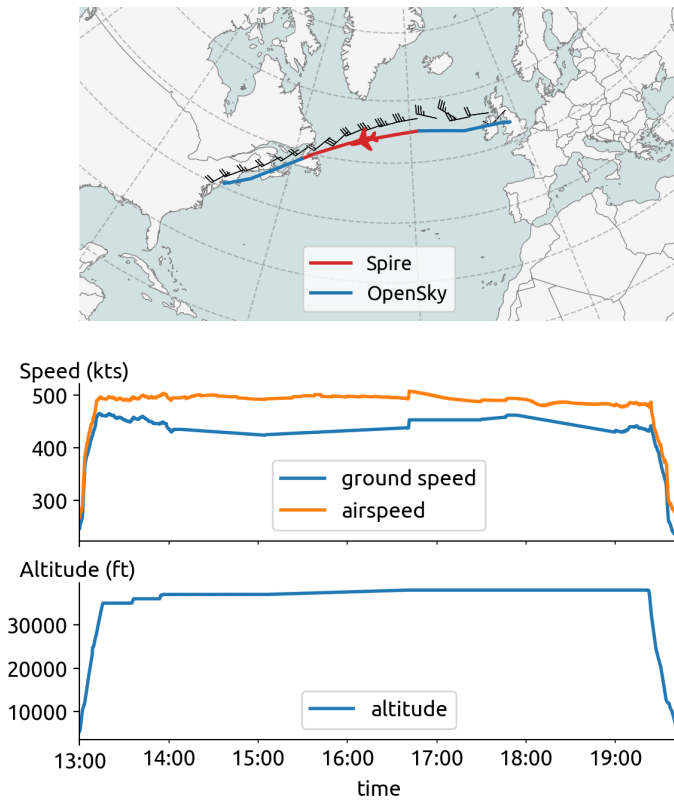 Spire
OpenSky
Speed (kts)
500
400
300
ground speed
airspeed
Altitude (ft)
30000
20000
10000
altitude
13:00 14:00 15:00 16:00 17:00 18:00 19:00
time